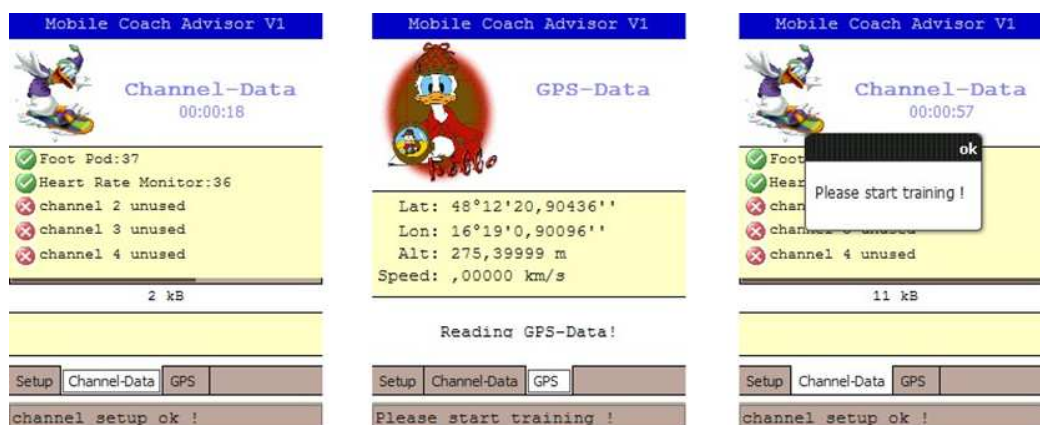 Mobile Coach Advisor V1
Channel-Data
00:00:18
Foot Pod:37
Heart Rate Monitor:36
channel 2 unused
channel 3 unused
channel 4 unused
2 kB
Setup Channel-Data GPS
channel setup ok !
Mobile Coach Advisor V1
GPS-Data
Lat: 48°12'20,90436''
Lon: 16°19'0,90096''
Alt: 275,39999 m
Speed: ,00000 km/s
Reading GPS-Data!
Setup Channel-Data GPS
Please start training !
Mobile Coach Advisor V1
Channel-Data
00:00:57
ok
Please start training !
Foot
Hear
chan
chan
channel 4 unused
11 kB
Setup Channel-Data GPS
channel setup ok !